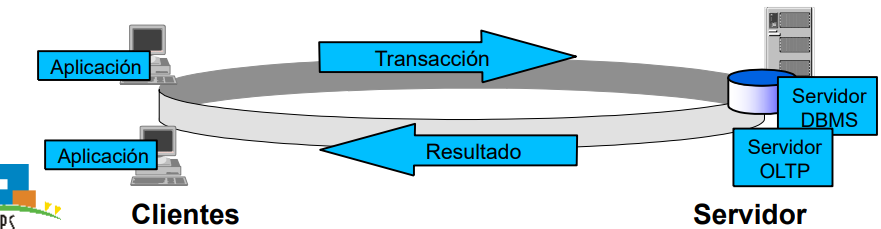 Aplicación
Transacción
Servidor
DBMS
Aplicación
Resultado
Servidor
OLTP
Clientes
Servidor